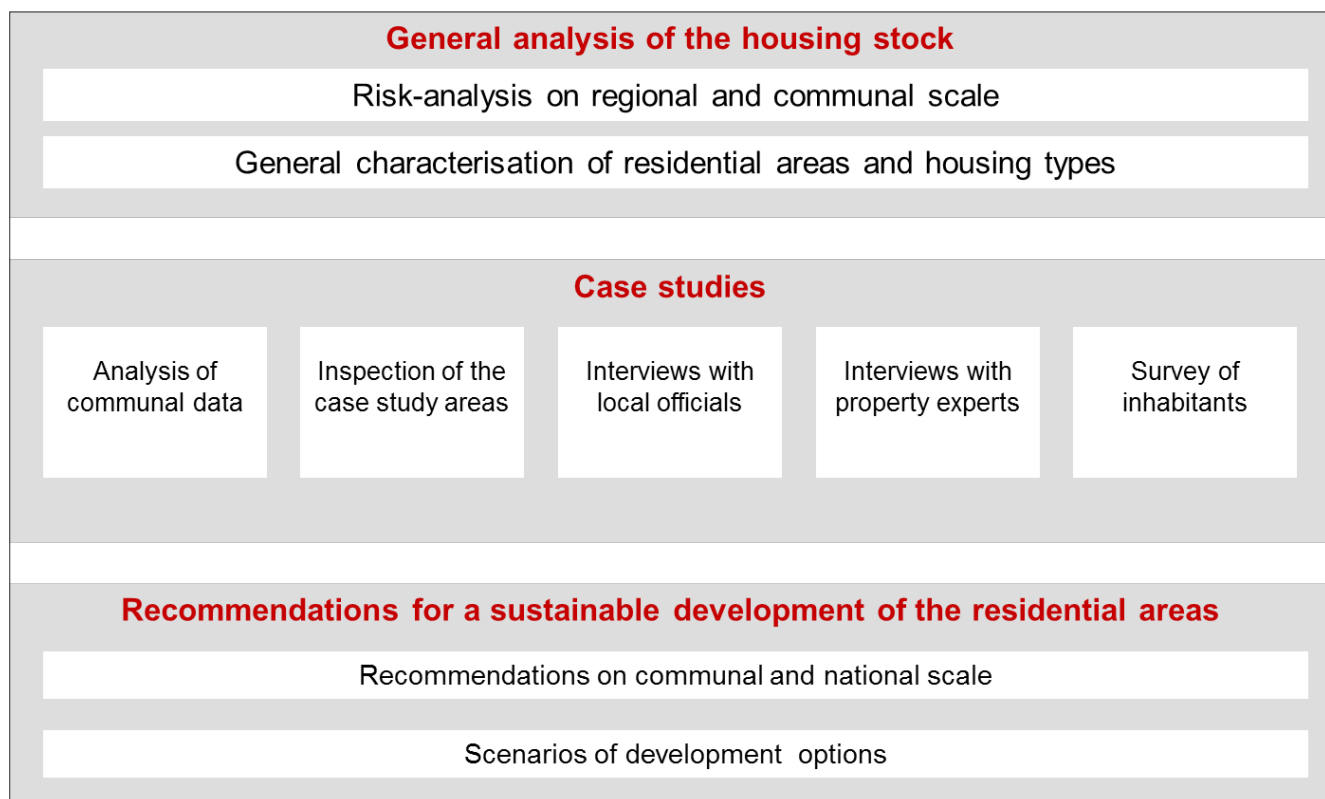 General analysis of the housing stock
Risk-analysis on regional and communal scale
General characterisation of residential areas and housing types
Case studies
Analysis of
communal data
Inspection of the
case study areas
Interviews with
local officials
Interviews with
property experts
Survey of
inhabitants
Recommendations for a sustainable development of the residential areas
Recommendations on communal and national scale
Scenarios of development options